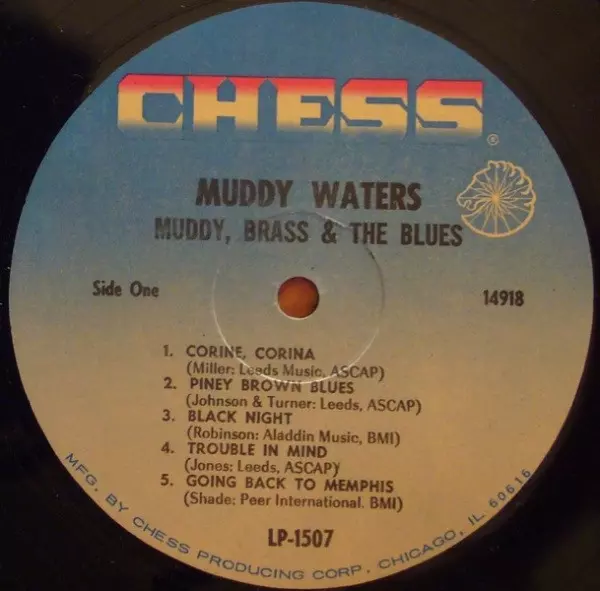 CHESS
®
MUDDY WATERS
MUDDY, BRASS & THE BLUES
Side One
14918
1. CORINE, CORINA
(Miller: Leeds Music, ASCAP)
2. PINEY BROWN BLUES
(Johnson & Turner: Leeds, ASCAP)
3. BLACK NIGHT
(Robinson: Aladdin Music, BMI)
4. TROUBLE IN MIND
(Jones: Leeds, ASCAP)
5. GOING BACK TO MEMPHIS
(Shade: Peer International. BMI)
LP-1507
MFG. BY CHESS PRODUCING CORP. CHICAGO, IL 60616